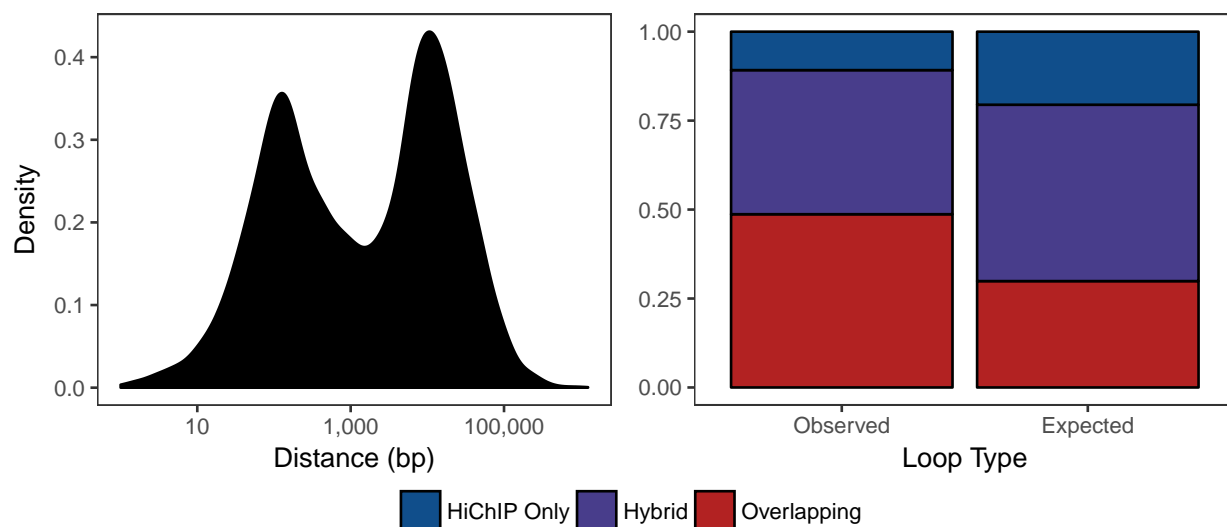 0.4
0.3
0.2
0.1
0.0
Density
10
1,000
100,000
Distance (bp)
1.00
0.75
0.50
0.25
0.00
Observed
Expected
Loop Type
HiChIP Only
Hybrid
Overlapping